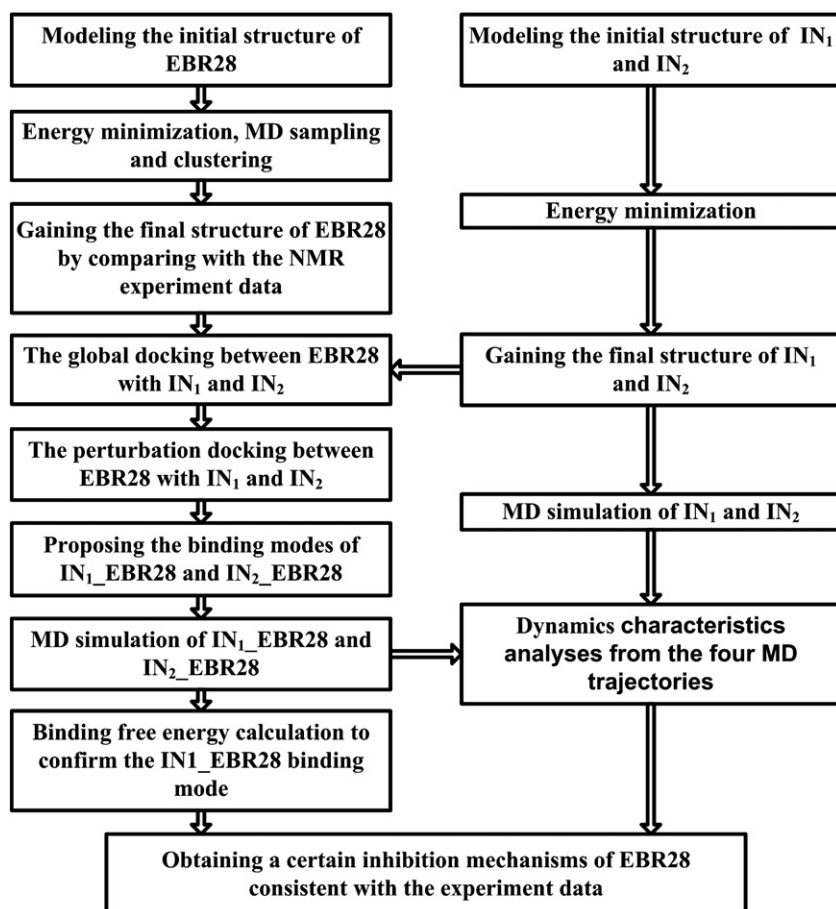 Modeling the initial structure of
EBR28
Energy minimization, MD sampling
and clustering
Gaining the final structure of EBR28
by comparing with the NMR
experiment data
The global docking between EBR28
with IN₁ and IN₂
The perturbation docking between
EBR28 with IN₁ and IN₂
Proposing the binding modes of
IN₁_EBR28 and IN₂_EBR28
MD simulation of IN₁_EBR28 and
IN₂_EBR28
Binding free energy calculation to
confirm the IN1_EBR28 binding
mode
Modeling the initial structure of IN₁
and IN₂
Energy minimization
Gaining the final structure of IN₁
and IN₂
MD simulation of IN₁ and IN₂
Dynamics characteristics
analyses from the four MD
trajectories
Obtaining a certain inhibition mechanisms of EBR28
consistent with the experiment data